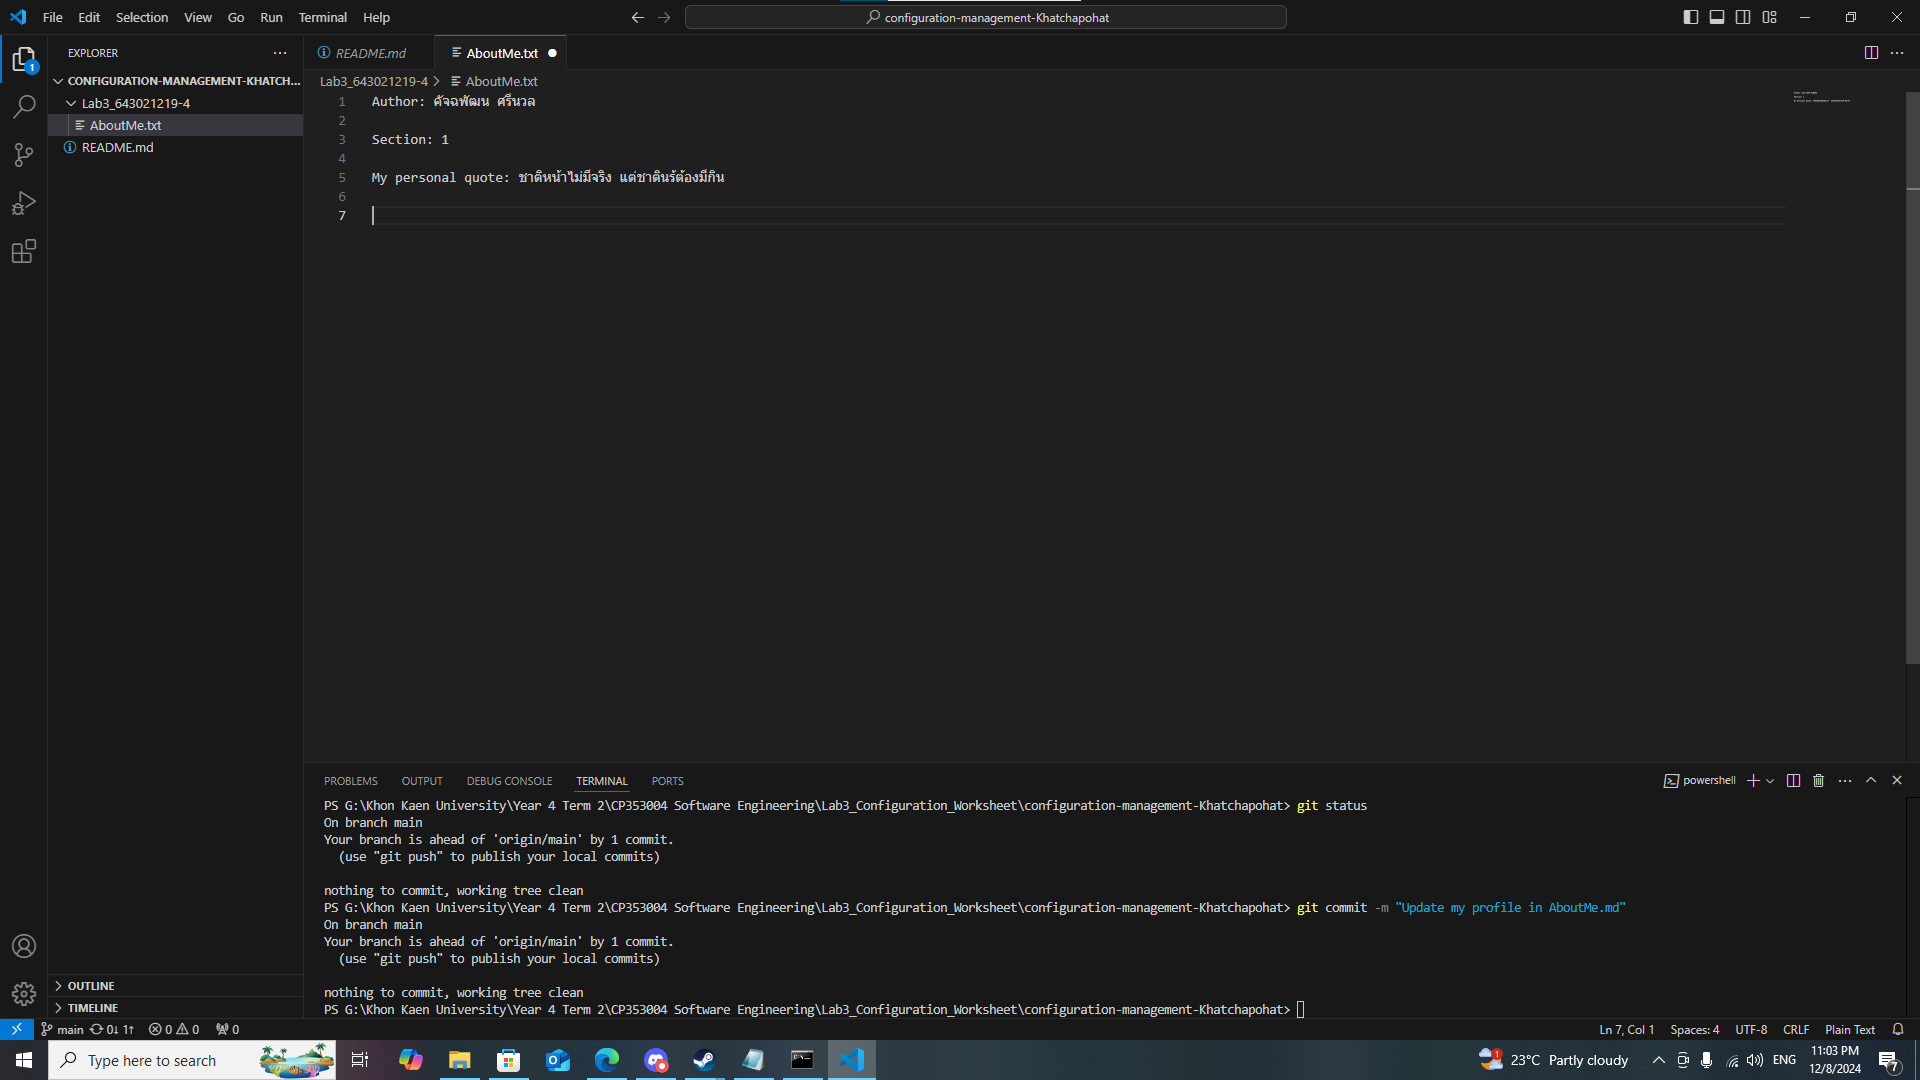 File Edit Selection View Go Run Terminal Help
configuration-management-Khatchapohat
EXPLORER
README.md
AboutMe.txt
CONFIGURATION-MANAGEMENT-KHATCH...
Lab3_643021219-4
AboutMe.txt
README.md
Lab3_643021219-4 > AboutMe.txt
1 Author: คัจฉพัฒน ศรีนวล
2
3 Section: 1
4
5 My personal quote: ชาติหน้าไม่มีจริง แต่ชาตินร้ต้องมีกิน
6
7
1
PROBLEMS OUTPUT DEBUG CONSOLE TERMINAL PORTS
powershell
PS G:\Khon Kaen University\Year 4 Term 2\CP353004 Software Engineering\Lab3_Configuration_Worksheet\configuration-management-Khatchapohat> git status
On branch main
Your branch is ahead of 'origin/main' by 1 commit.
(use "git push" to publish your local commits)
nothing to commit, working tree clean
PS G:\Khon Kaen University\Year 4 Term 2\CP353004 Software Engineering\Lab3_Configuration_Worksheet\configuration-management-Khatchapohat> git commit -m "Update my profile in AboutMe.md"
On branch main
Your branch is ahead of 'origin/main' by 1 commit.
(use "git push" to publish your local commits)
nothing to commit, working tree clean
PS G:\Khon Kaen University\Year 4 Term 2\CP353004 Software Engineering\Lab3_Configuration_Worksheet\configuration-management-Khatchapohat>
OUTLINE
TIMELINE
main 0↓ 1↑ 0 0 0
Ln 7, Col 1 Spaces: 4 UTF-8 CRLF Plain Text
Type here to search
1
23°C Partly cloudy
ENG
11:03 PM
12/8/2024
7